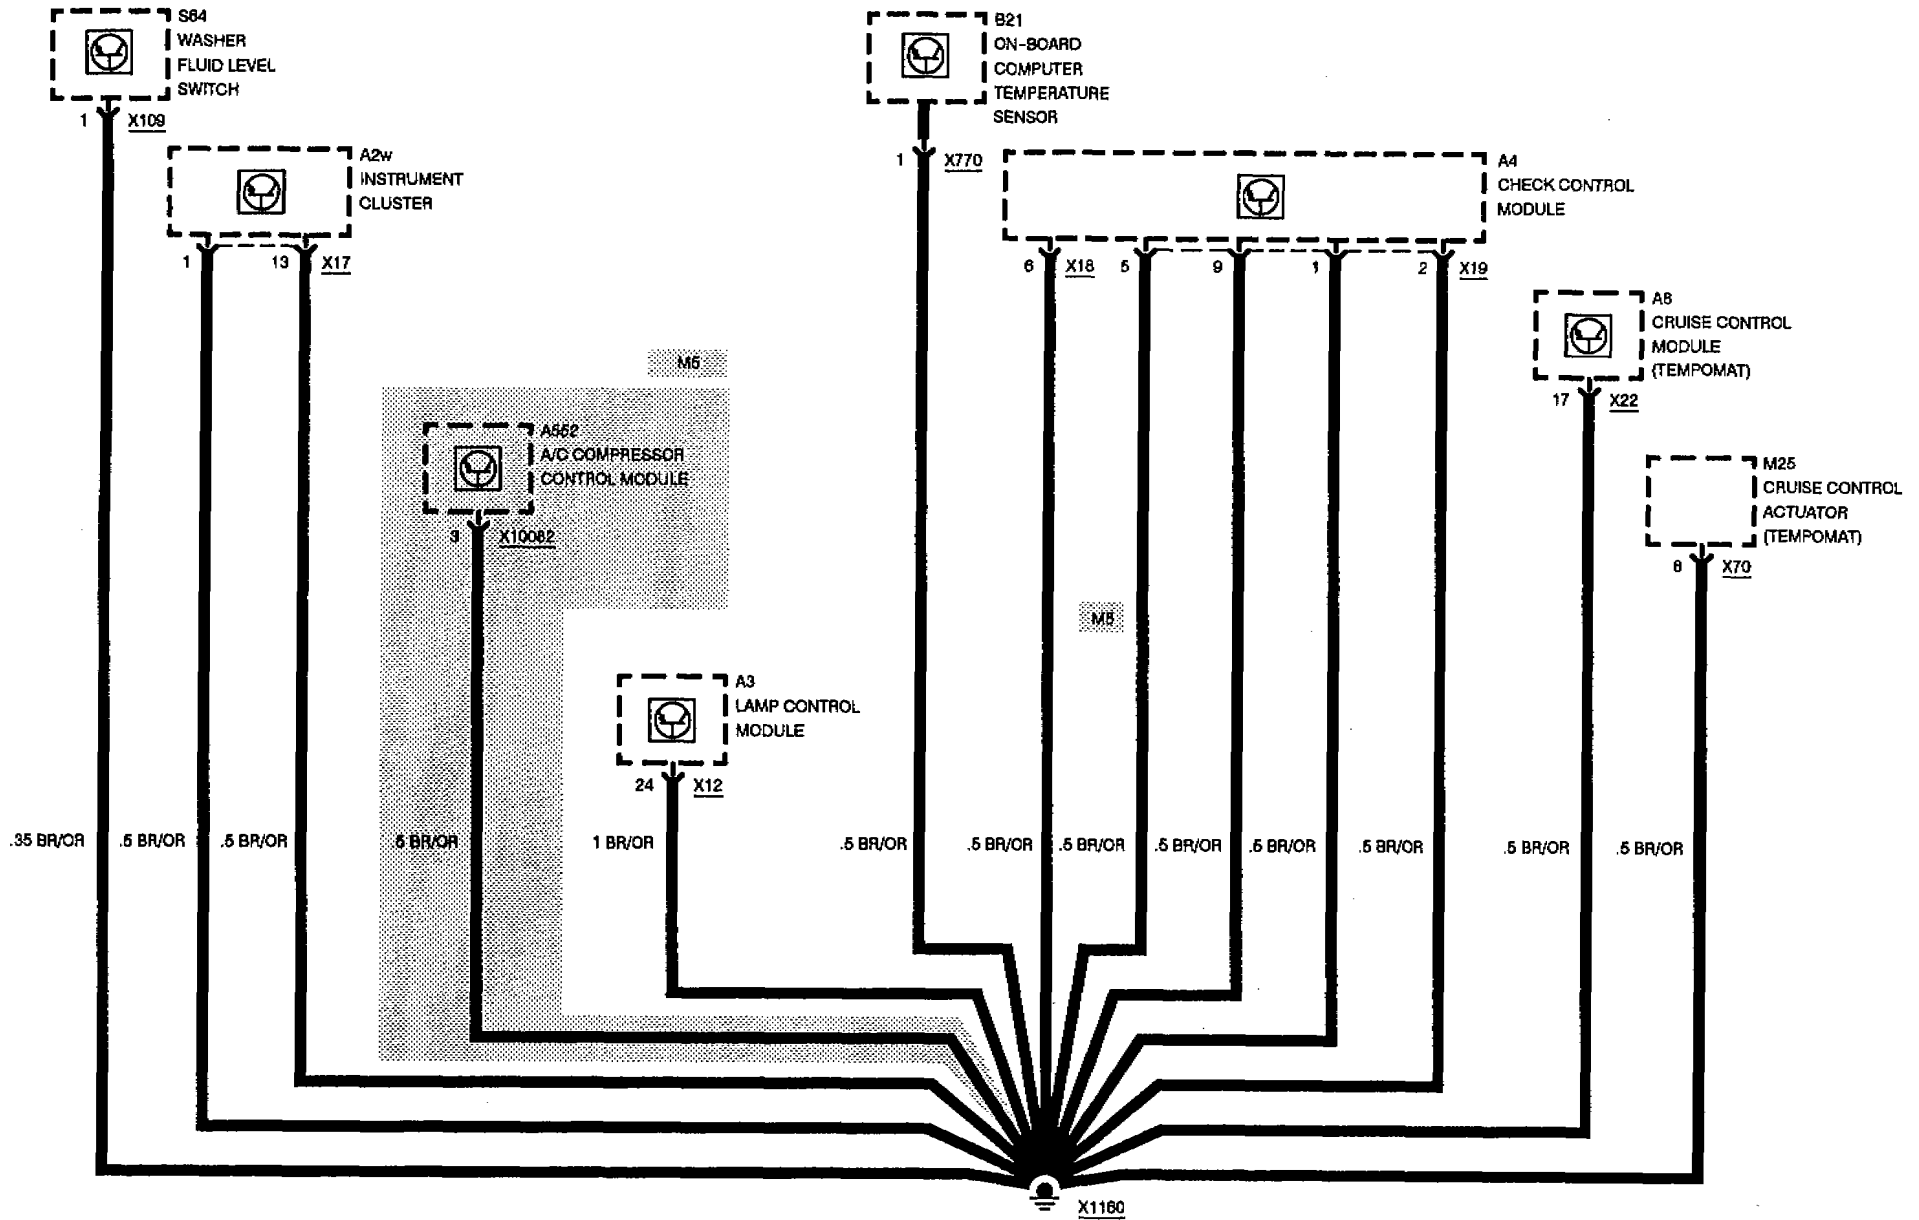 S64
WASHER
FLUID LEVEL
SWITCH
1 X109
A2w
INSTRUMENT
CLUSTER
1 13 X17
B21
ON-BOARD
COMPUTER
TEMPERATURE
SENSOR
1 X770
A4
CHECK CONTROL
MODULE
6 X18 5 9 1 2 X19
A8
CRUISE CONTROL
MODULE
(TEMPOMAT)
17 X22
M25
CRUISE CONTROL
ACTUATOR
(TEMPOMAT)
8 X70
M5
A552
A/C COMPRESSOR
CONTROL MODULE
3 X10082
M5
A3
LAMP CONTROL
MODULE
24 X12
.35 BR/OR .5 BR/OR .5 BR/OR .5 BR/OR 1 BR/OR .5 BR/OR .5 BR/OR .5 BR/OR .5 BR/OR .5 BR/OR .5 BR/OR .5 BR/OR .5 BR/OR
X1160